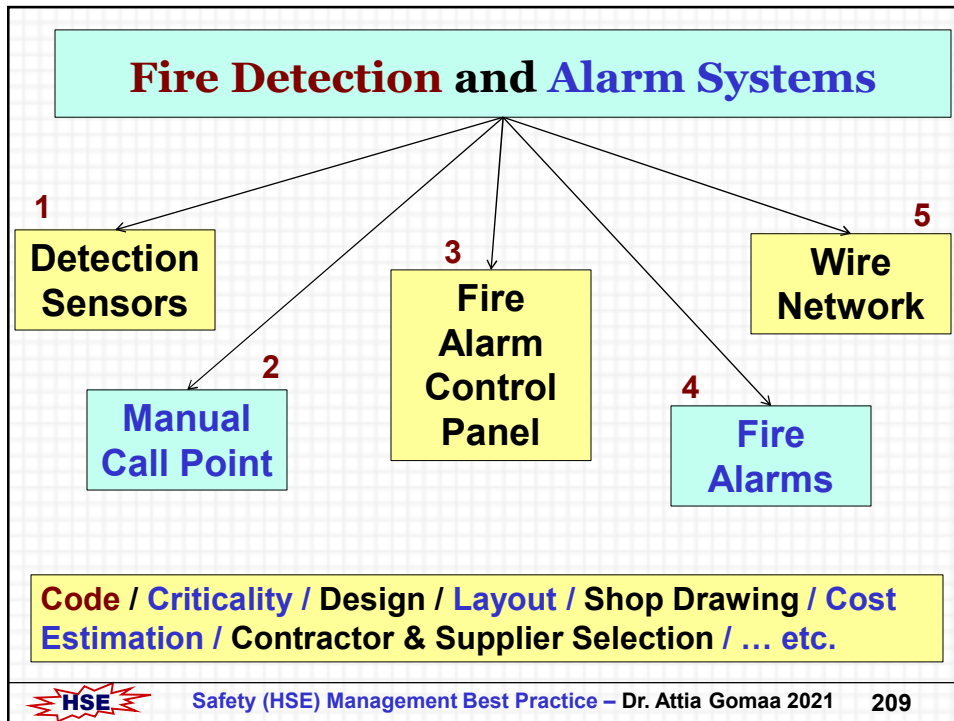 Fire Detection and Alarm Systems
1
Detection
Sensors
2
Manual
Call Point
3
Fire
Alarm
Control
Panel
4
Fire
Alarms
5
Wire
Network
Code / Criticality / Design / Layout / Shop Drawing / Cost
Estimation / Contractor & Supplier Selection / … etc.
HSE
Safety (HSE) Management Best Practice – Dr. Attia Gomaa 2021
209